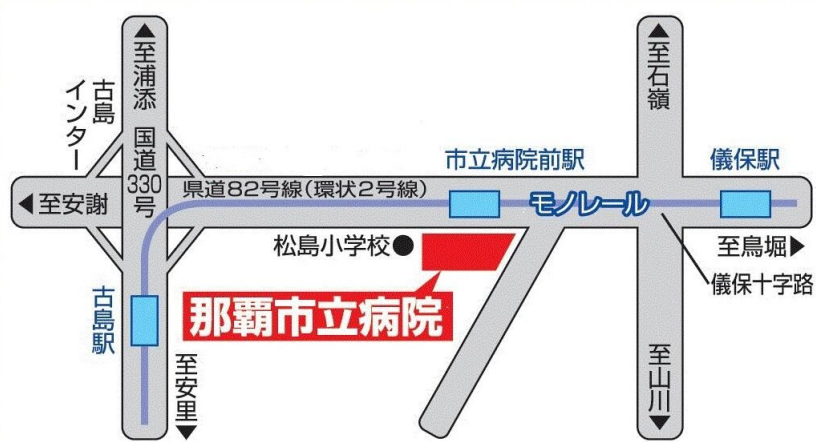 ▲至浦添
国道330号
古島インター
▲至石嶺
市立病院前駅
儀保駅
◀至安謝
県道82号線(環状2号線)
モノレール
松島小学校●
至鳥堀▶
儀保十字路
那覇市立病院
古島駅
至安里▼
至山川▼